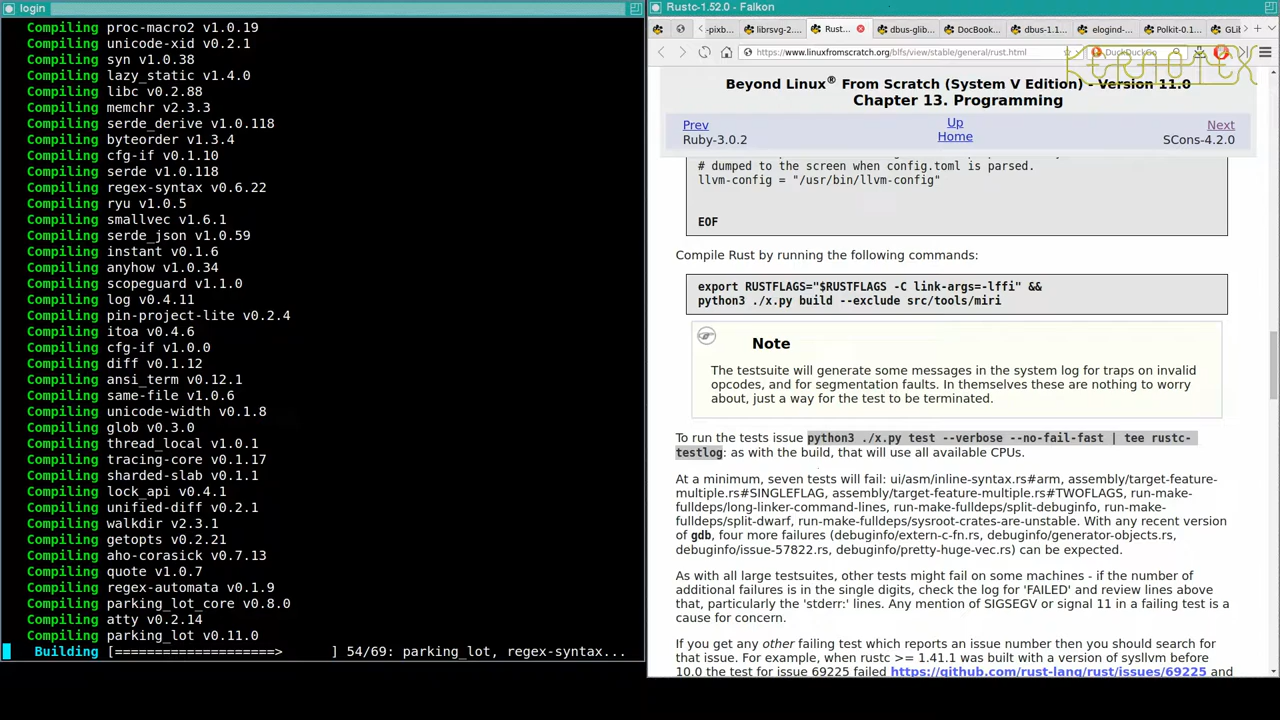 login
Compiling proc-macro2 v1.0.19
Compiling unicode-xid v0.2.1
Compiling syn v1.0.38
Compiling lazy_static v1.4.0
Compiling libc v0.2.88
Compiling memchr v2.3.3
Compiling serde_derive v1.0.118
Compiling byteorder v1.3.4
Compiling cfg-if v0.1.10
Compiling serde v1.0.118
Compiling regex-syntax v0.6.22
Compiling ryu v1.0.5
Compiling smallvec v1.6.1
Compiling serde_json v1.0.59
Compiling instant v0.1.6
Compiling anyhow v1.0.34
Compiling scopeguard v1.1.0
Compiling log v0.4.11
Compiling pin-project-lite v0.2.4
Compiling itoa v0.4.6
Compiling cfg-if v1.0.0
Compiling diff v0.1.12
Compiling ansi_term v0.12.1
Compiling same-file v1.0.6
Compiling unicode-width v0.1.8
Compiling glob v0.3.0
Compiling thread_local v1.0.1
Compiling tracing-core v0.1.17
Compiling sharded-slab v0.1.1
Compiling lock_api v0.4.1
Compiling unified-diff v0.2.1
Compiling walkdir v2.3.1
Compiling getopts v0.2.21
Compiling aho-corasick v0.7.13
Compiling quote v1.0.7
Compiling regex-automata v0.1.9
Compiling parking_lot_core v0.8.0
Compiling atty v0.2.14
Compiling parking_lot v0.11.0
Building [====================>      ] 54/69: parking_lot, regex-syntax...
Rustc-1.52.0 - Falkon
-pixb librsvg-2 Rust- dbus-glib DocBook dbus-1.1 elogind- Polkit-0.1 GLi
https://www.linuxfromscratch.org/blfs/view/stable/general/rust.html DuckDuckGo
KERNOTEX
Beyond Linux® From Scratch (System V Edition) - Version 11.0
Chapter 13. Programming
Prev Up Next
Ruby-3.0.2 Home SCons-4.2.0
# dumped to the screen when config.toml is parsed.
llvm-config = "/usr/bin/llvm-config"
EOF
Compile Rust by running the following commands:
export RUSTFLAGS="$RUSTFLAGS -C link-args=-lffi" &&
python3 ./x.py build --exclude src/tools/miri
Note
The testsuite will generate some messages in the system log for traps on invalid
opcodes, and for segmentation faults. In themselves these are nothing to worry
about, just a way for the test to be terminated.
To run the tests issue python3 ./x.py test --verbose --no-fail-fast | tee rustc-
testlog: as with the build, that will use all available CPUs.
At a minimum, seven tests will fail: ui/asm/inline-syntax.rs#arm, assembly/target-feature-
multiple.rs#SINGLEFLAG, assembly/target-feature-multiple.rs#TWOFLAGS, run-make-
fulldeps/long-linker-command-lines, run-make-fulldeps/split-debuginfo, run-make-
fulldeps/split-dwarf, run-make-fulldeps/sysroot-crates-are-unstable. With any recent version
of gdb, four more failures (debuginfo/extern-c-fn.rs, debuginfo/generator-objects.rs,
debuginfo/issue-57822.rs, debuginfo/pretty-huge-vec.rs) can be expected.
As with all large testsuites, other tests might fail on some machines - if the number of
additional failures is in the single digits, check the log for 'FAILED' and review lines above
that, particularly the 'stderr:' lines. Any mention of SIGSEGV or signal 11 in a failing test is a
cause for concern.
If you get any other failing test which reports an issue number then you should search for
that issue. For example, when rustc >= 1.41.1 was built with a version of sysllvm before
10.0 the test for issue 69225 failed https://github.com/rust-lang/rust/issues/69225 and